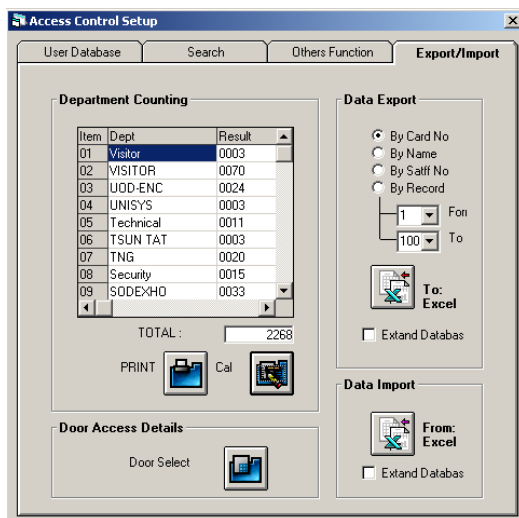 Access Control Setup
User Database Search Others Function Export/Import
Department Counting
Item Dept Result
01 Visitor 0003
02 VISITOR 0070
03 UOD-ENC 0024
04 UNISYS 0003
05 Technical 0011
06 TSUN TAT 0003
07 TNG 0020
08 Security 0015
09 SODEXHO 0033
TOTAL : 2268
PRINT Cal
Door Access Details
Door Select
Data Export
By Card No
By Name
By Satff No
By Record
1 Fon
100 To
To:
Excel
Extand Databas
Data Import
From:
Excel
Extand Databas